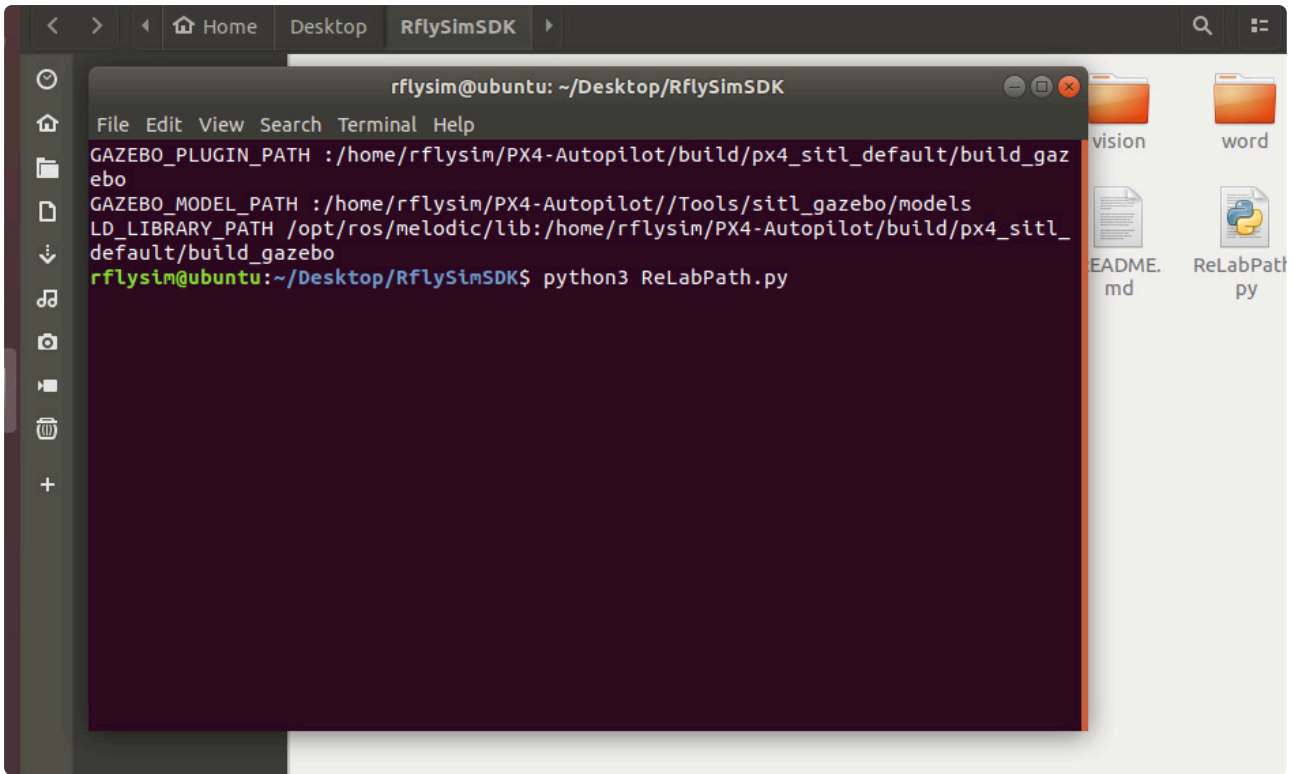 Home Desktop RflySimSDK
rflysim@ubuntu: ~/Desktop/RflySimSDK
File Edit View Search Terminal Help
GAZEBO_PLUGIN_PATH :/home/rflysim/PX4-Autopilot/build/px4_sitl_default/build_gaz
ebo
GAZEBO_MODEL_PATH :/home/rflysim/PX4-Autopilot//Tools/sitl_gazebo/models
LD_LIBRARY_PATH /opt/ros/melodic/lib:/home/rflysim/PX4-Autopilot/build/px4_sitl_
default/build_gazebo
rflysim@ubuntu:~/Desktop/RflySimSDK$ python3 ReLabPath.py
vision
word
EADME.
md
ReLabPath
py